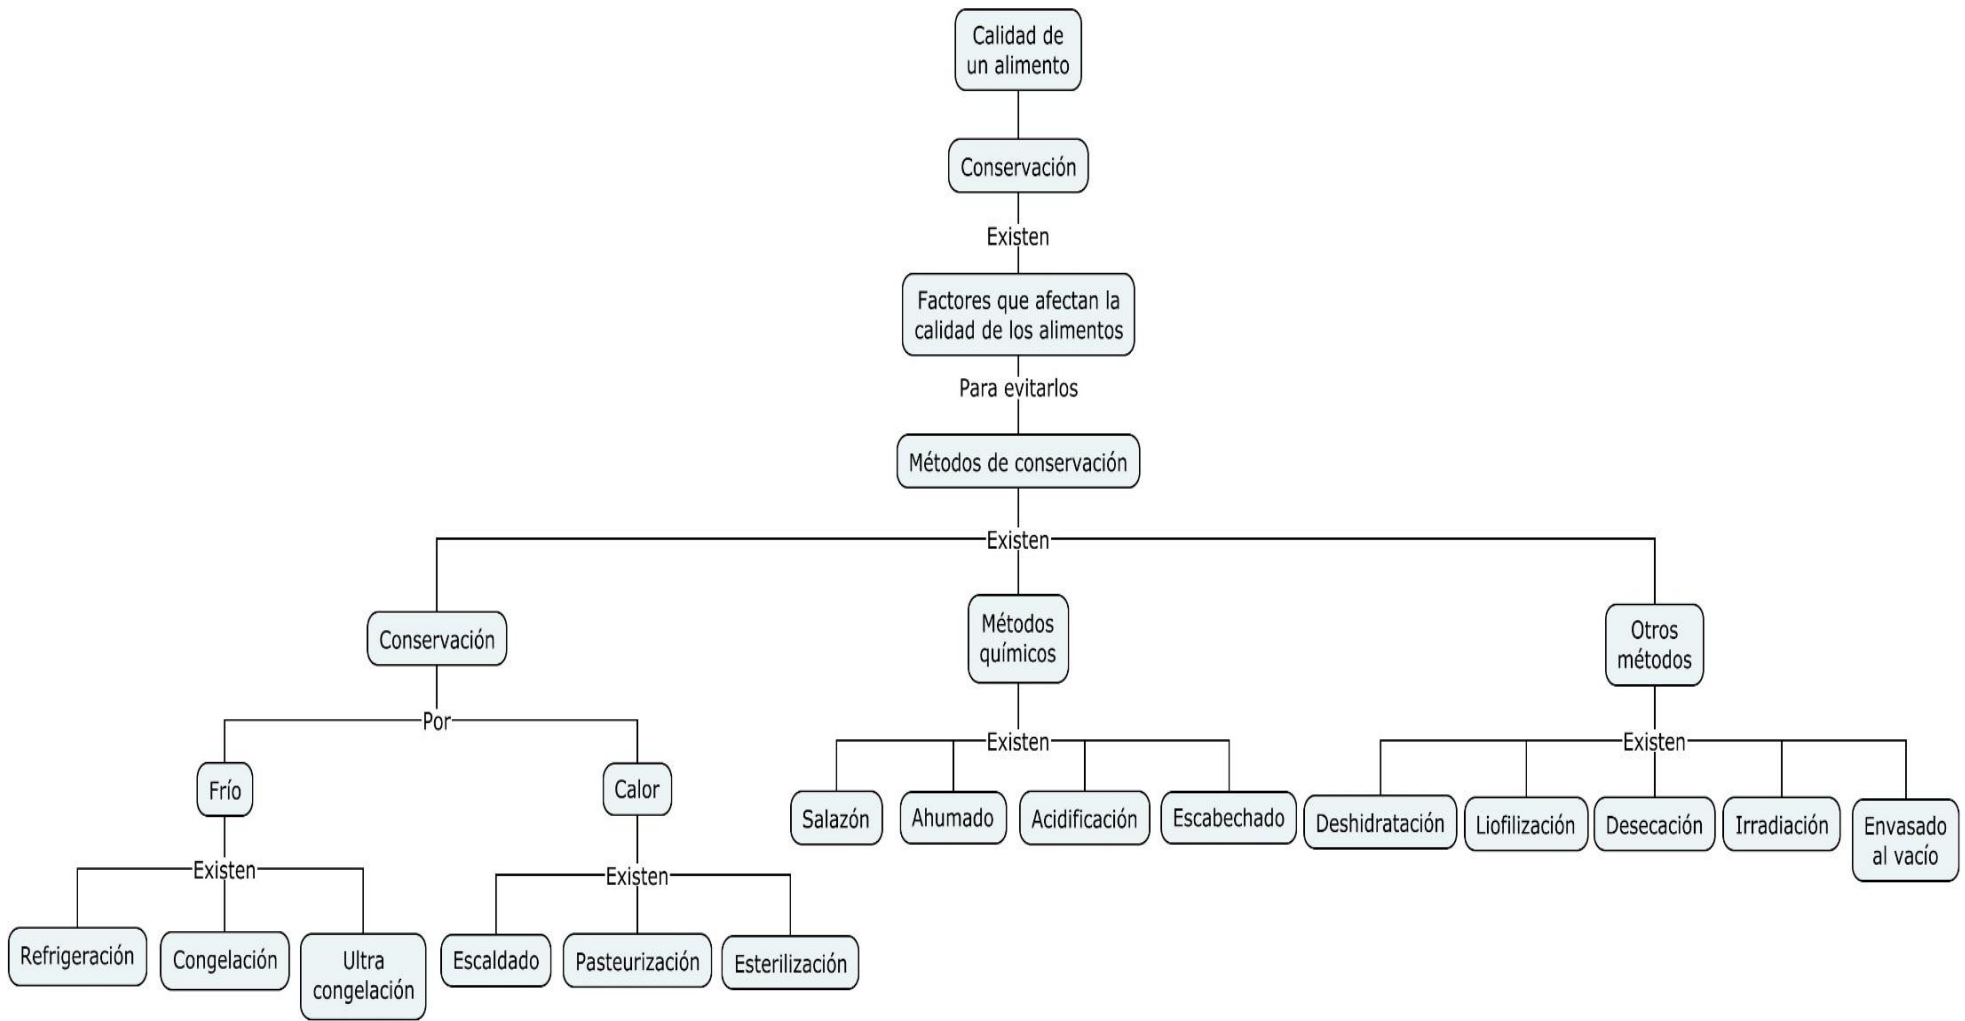 Calidad de
un alimento
Conservación
Existen
Factores que afectan la
calidad de los alimentos
Para evitarlos
Métodos de conservación
Existen
Conservación
Métodos
químicos
Otros
métodos
Por
Existen
Existen
Frío
Calor
Salazón
Ahumado
Acidificación
Escabechado
Deshidratación
Liofilización
Desecación
Irradiación
Envasado
al vacío
Existen
Existen
Refrigeración
Congelación
Ultra
congelación
Escaldado
Pasteurización
Esterilización